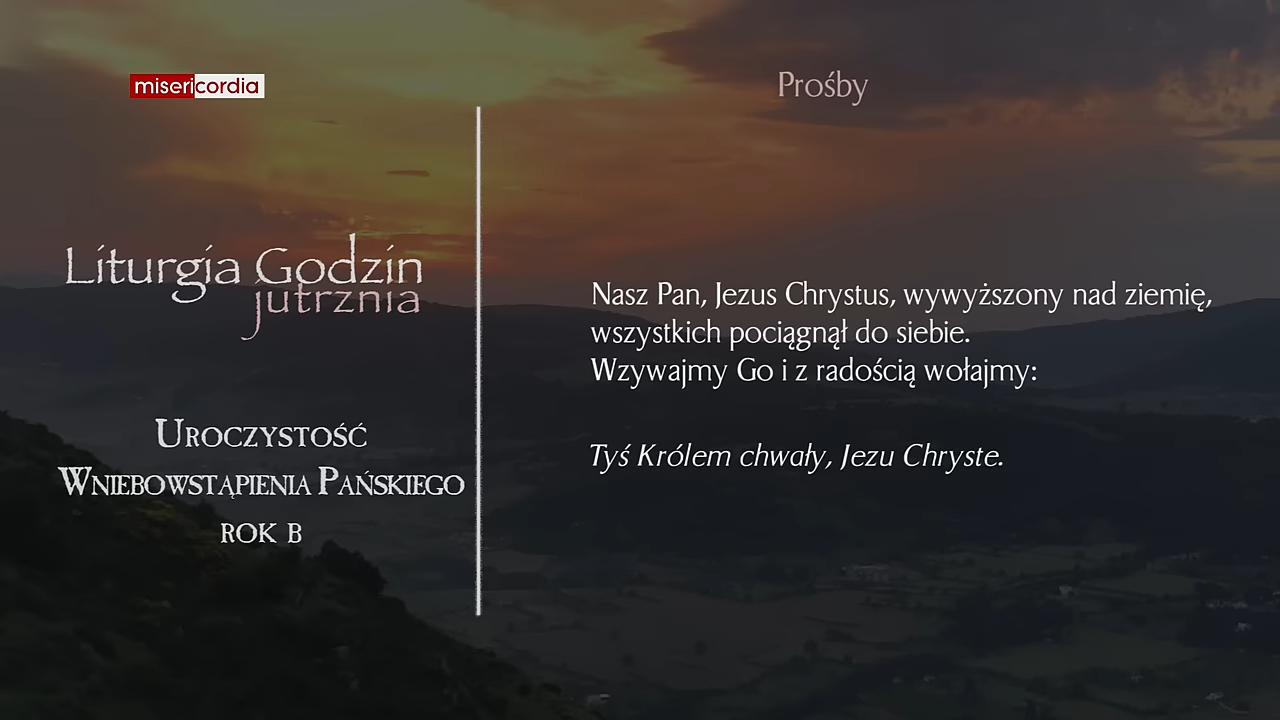 misericordia
Prośby
Liturgia Godzin
jutrznia
Uroczystość
Wniebowstąpienia Pańskiego
rok B
Nasz Pan, Jezus Chrystus, wywyższony nad ziemię,
wszystkich pociągnął do siebie.
Wzywajmy Go i z radością wołajmy:
Tyś Królem chwały, Jezu Chryste.